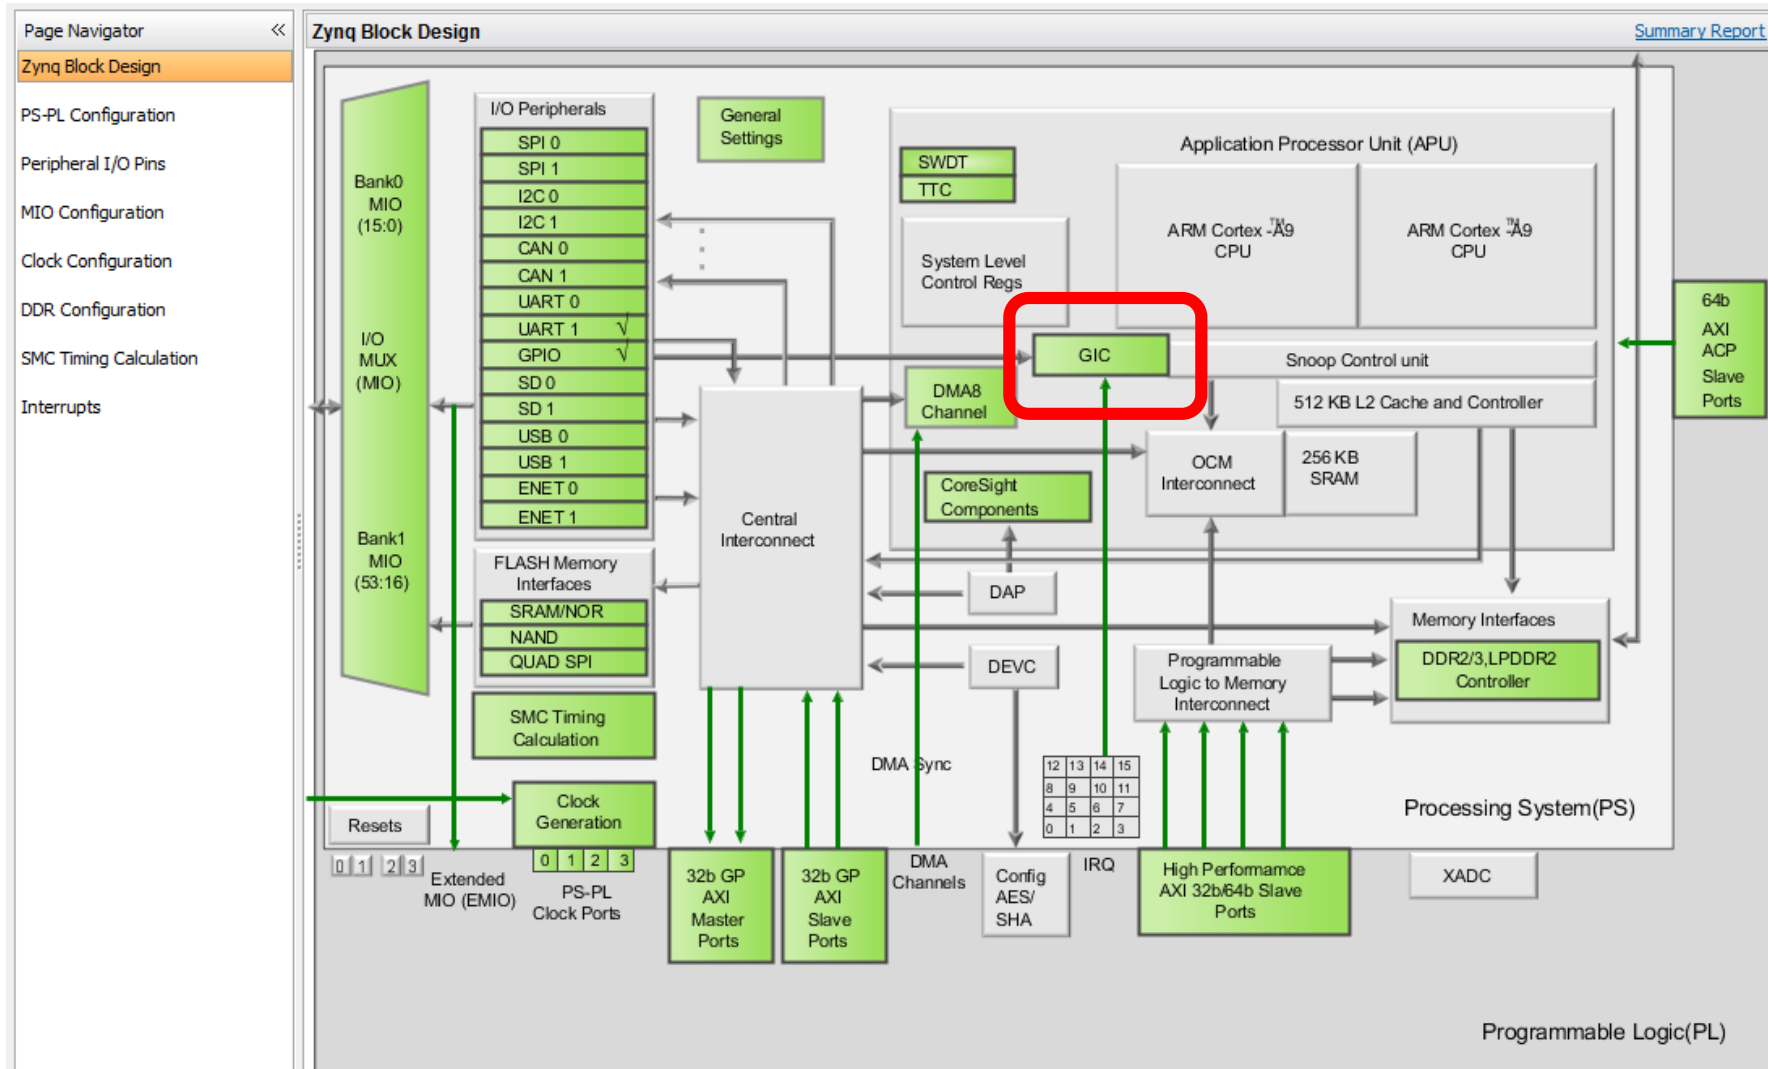 Page Navigator «
Zynq Block Design
PS-PL Configuration
Peripheral I/O Pins
MIO Configuration
Clock Configuration
DDR Configuration
SMC Timing Calculation
Interrupts
Zynq Block Design
Summary Report
Bank0
MIO
(15:0)
I/O
MUX
(MIO)
Bank1
MIO
(53:16)
I/O Peripherals
SPI 0
SPI 1
I2C 0
I2C 1
CAN 0
CAN 1
UART 0
UART 1 √
GPIO √
SD 0
SD 1
USB 0
USB 1
ENET 0
ENET 1
FLASH Memory
Interfaces
SRAM/NOR
NAND
QUAD SPI
SMC Timing
Calculation
General
Settings
Application Processor Unit (APU)
SWDT
TTC
System Level
Control Regs
ARM Cortex -™A9
CPU
ARM Cortex -™A9
CPU
GIC
Snoop Control unit
DMA8
Channel
512 KB L2 Cache and Controller
OCM
Interconnect
256 KB
SRAM
CoreSight
Components
Central
Interconnect
DAP
DEVC
Programmable
Logic to Memory
Interconnect
Memory Interfaces
DDR2/3,LPDDR2
Controller
64b
AXI
ACP
Slave
Ports
DMA Sync
12 13 14 15
8 9 10 11
4 5 6 7
0 1 2 3
Processing System(PS)
Resets
0 1 2 3
Clock
Generation
0 1 2 3
Extended
MIO (EMIO)
PS-PL
Clock Ports
32b GP
AXI
Master
Ports
32b GP
AXI
Slave
Ports
DMA
Channels
Config
AES/
SHA
IRQ
High Performamce
AXI 32b/64b Slave
Ports
XADC
Programmable Logic(PL)